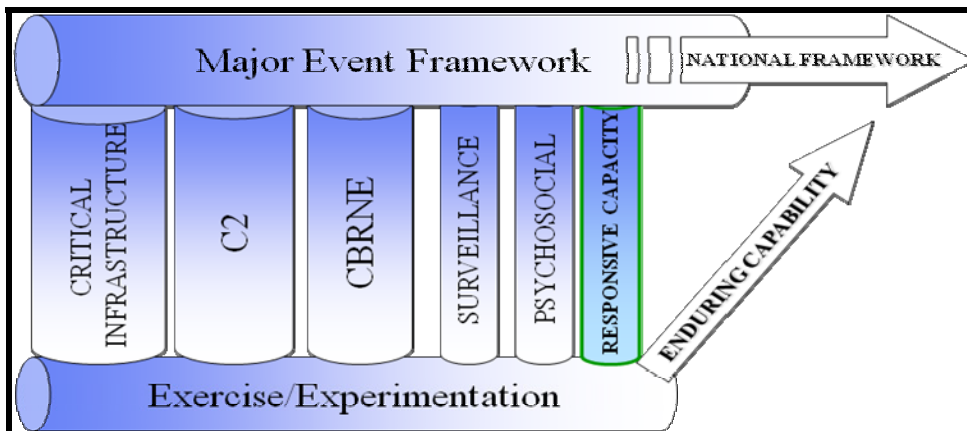 Major Event Framework
NATIONAL FRAMEWORK
CRITICAL
INFRASTRUCTURE
C2
CBRNE
SURVEILLANCE
PSYCHOSOCIAL
RESPONSIVE CAPACITY
ENDURING CAPABILITY
Exercise/Experimentation